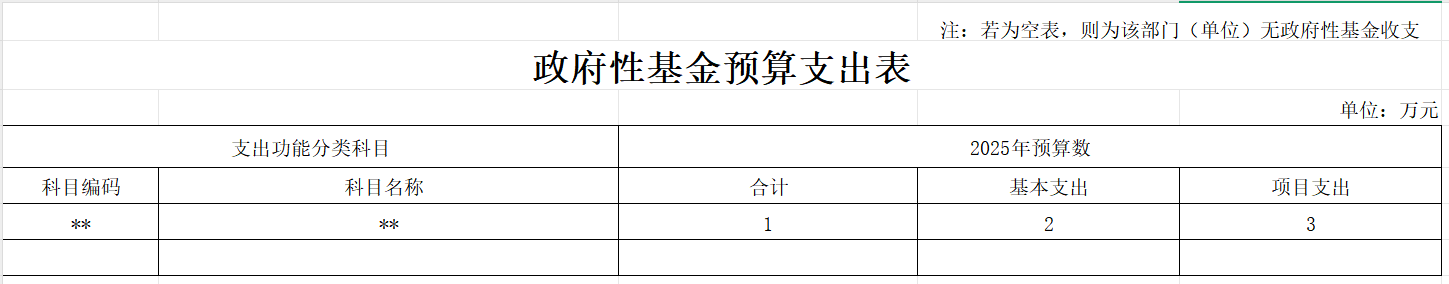 注：若为空表，则为该部门（单位）无政府性基金收支
政府性基金预算支出表
单位：万元
支出功能分类科目 2025年预算数
科目编码 科目名称 合计 基本支出 项目支出
** ** 1 2 3